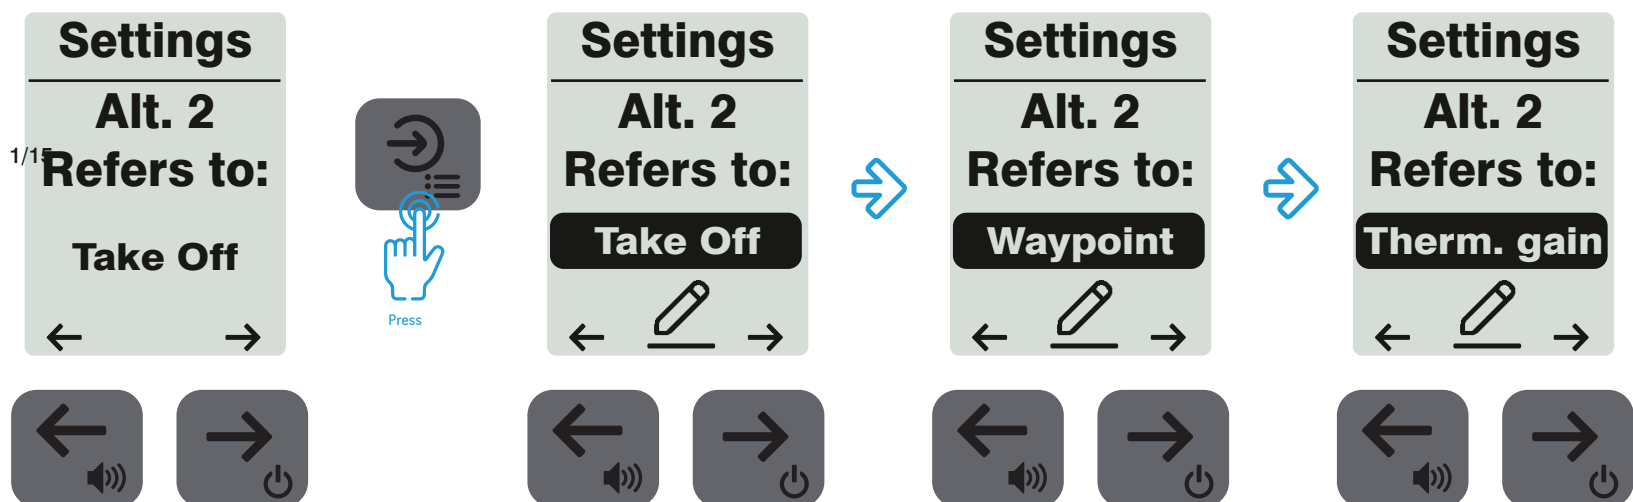 Settings
Alt. 2
1/15
Refers to:
Take Off
Press
Settings
Alt. 2
Refers to:
Take Off
Settings
Alt. 2
Refers to:
Waypoint
Settings
Alt. 2
Refers to:
Therm. gain